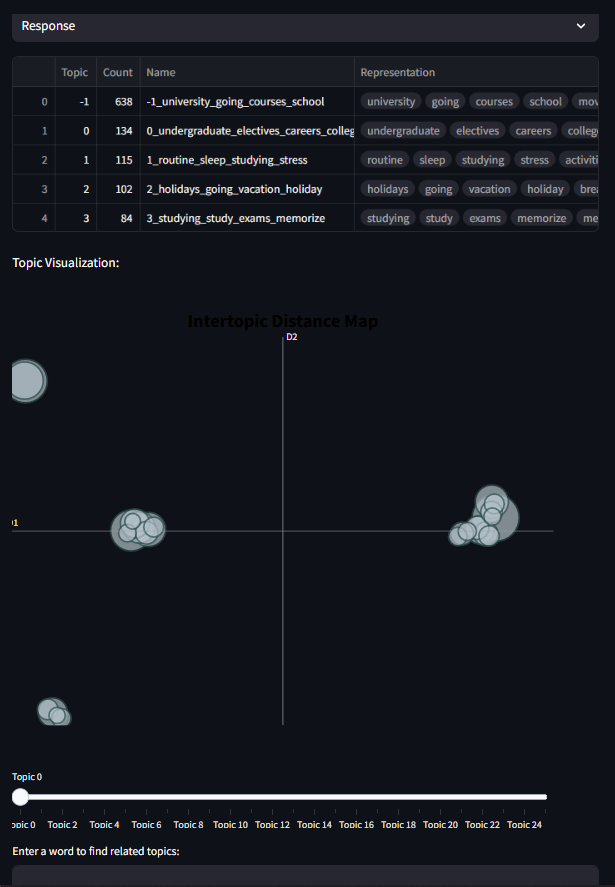 Response
Topic Count Name Representation
0 -1 638 -1_university_going_courses_school university going courses school mov
1 0 134 0_undergraduate_electives_careers_colleg undergraduate electives careers colleg
2 1 115 1_routine_sleep_studying_stress routine sleep studying stress activiti
3 2 102 2_holidays_going_vacation_holiday holidays going vacation holiday brea
4 3 84 3_studying_study_exams_memorize studying study exams memorize me
Topic Visualization:
Intertopic Distance Map
D2
D1
Topic 0
opic 0 Topic 2 Topic 4 Topic 6 Topic 8 Topic 10 Topic 12 Topic 14 Topic 16 Topic 18 Topic 20 Topic 22 Topic 24
Enter a word to find related topics: